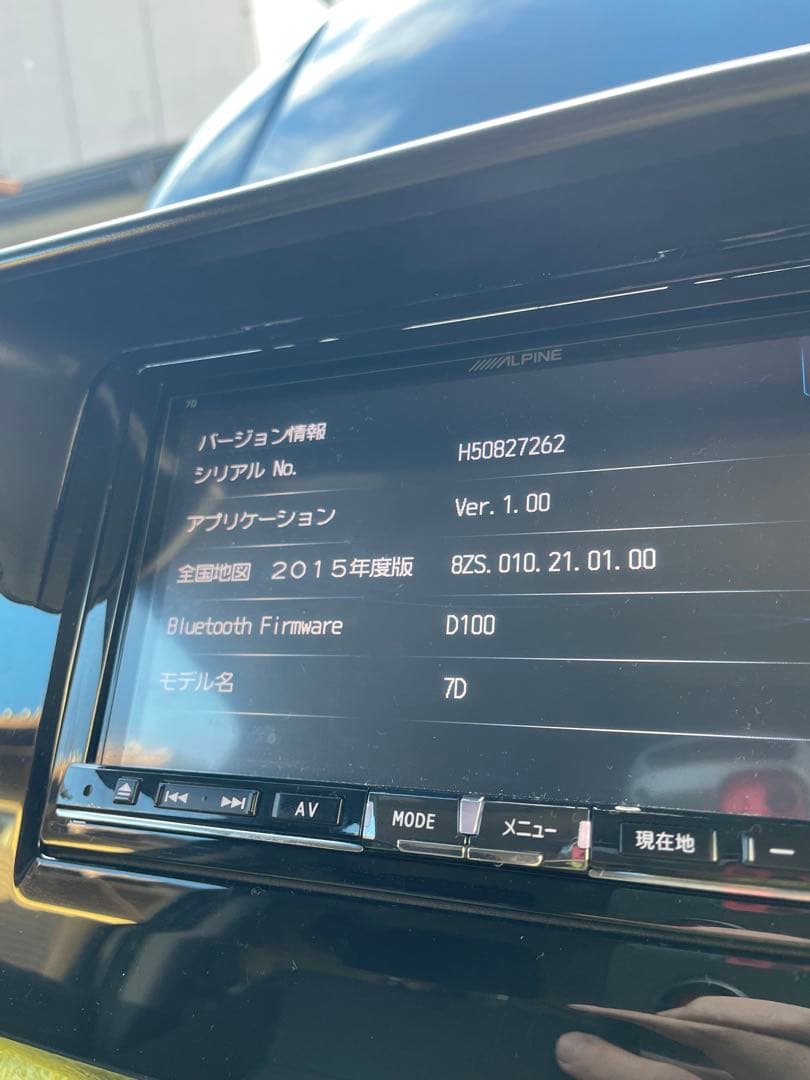 ALPINE
7D
バージョン情報
シリアル No. H50827262
アプリケーション Ver. 1. 00
全国地図 2015年度版 8ZS. 010. 21. 01. 00
Bluetooth Firmware D100
モデル名 7D
AV MODE メニュー 現在地